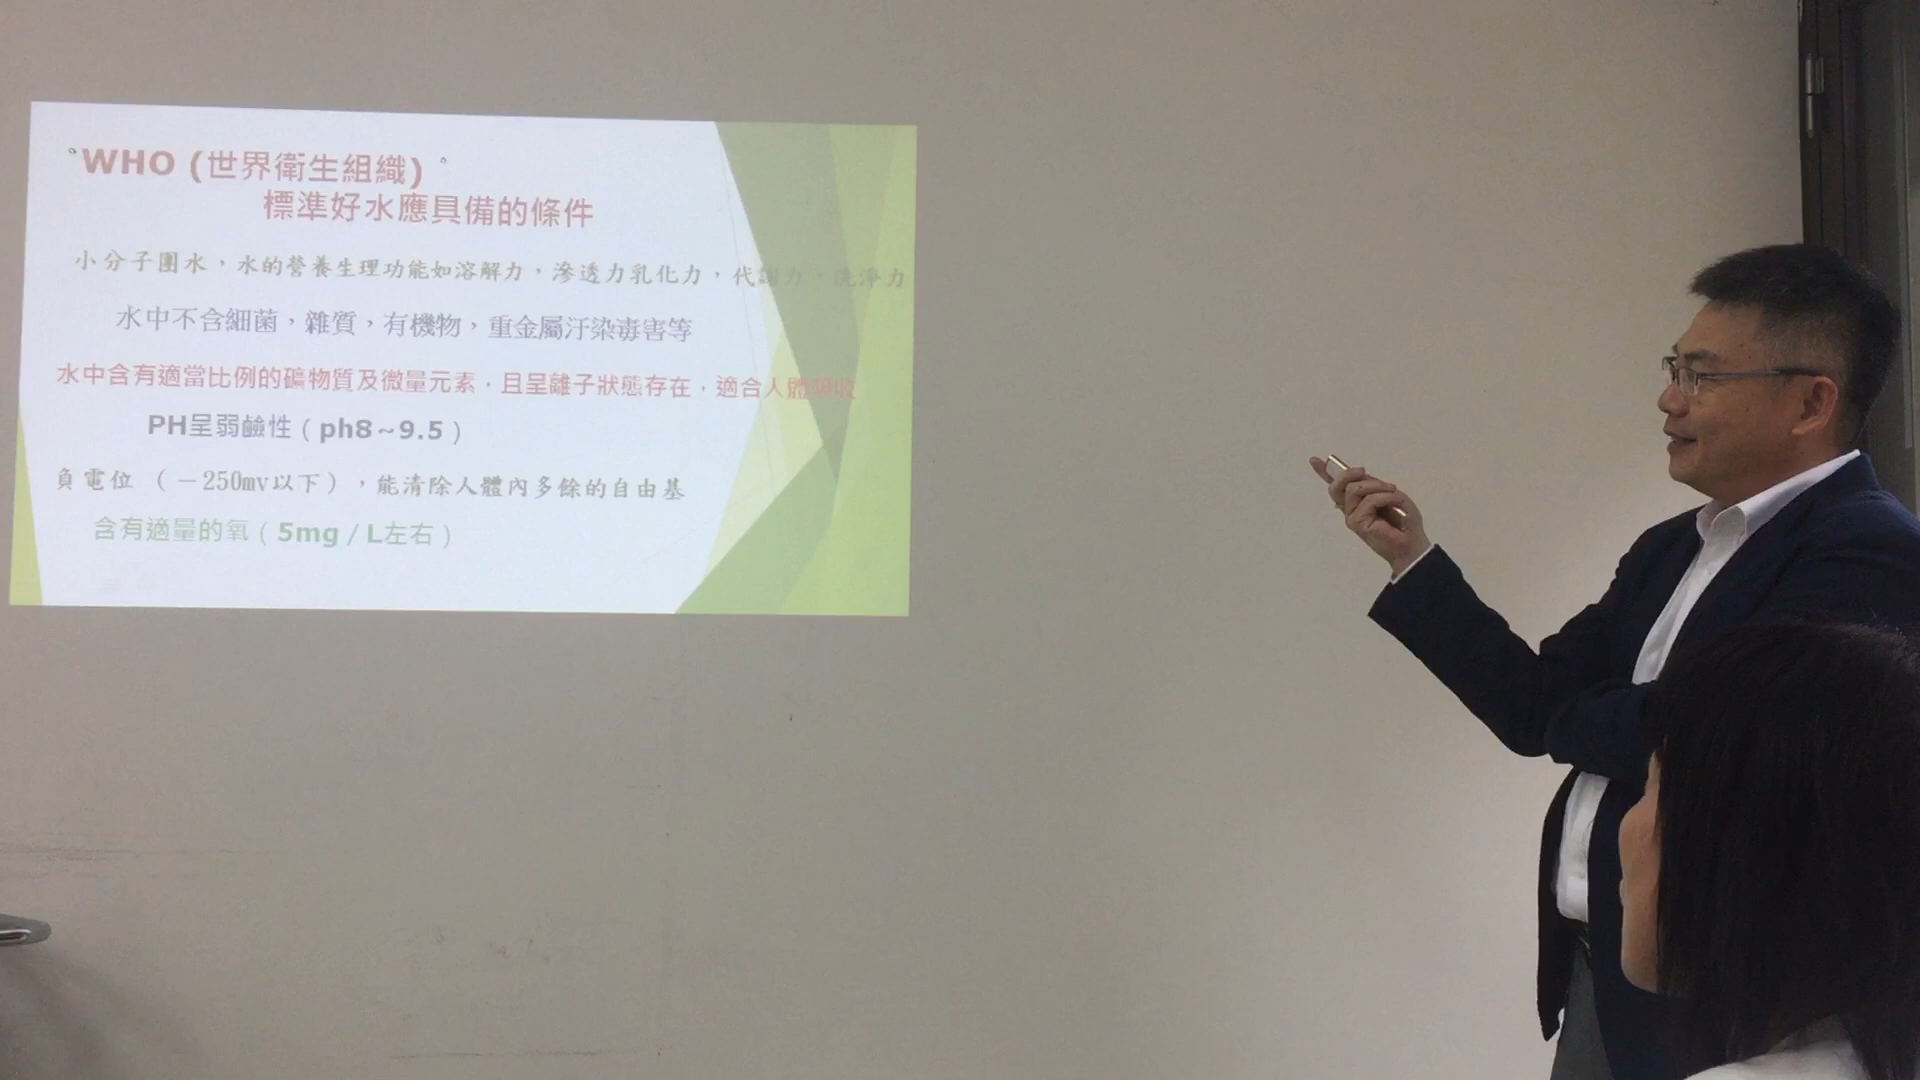 WHO (世界衛生組織)
標準好水應具備的條件
小分子團水，水的營養生理功能如溶解力，滲透力乳化力，代謝力，洗淨力
水中不含細菌，雜質，有機物，重金屬汙染毒害等
水中含有適當比例的礦物質及微量元素，且呈離子狀態存在，適合人體吸收
PH呈弱鹼性（ph8~9.5）
負電位 （－250mv以下），能清除人體內多餘的自由基
含有適量的氧（5mg / L左右）